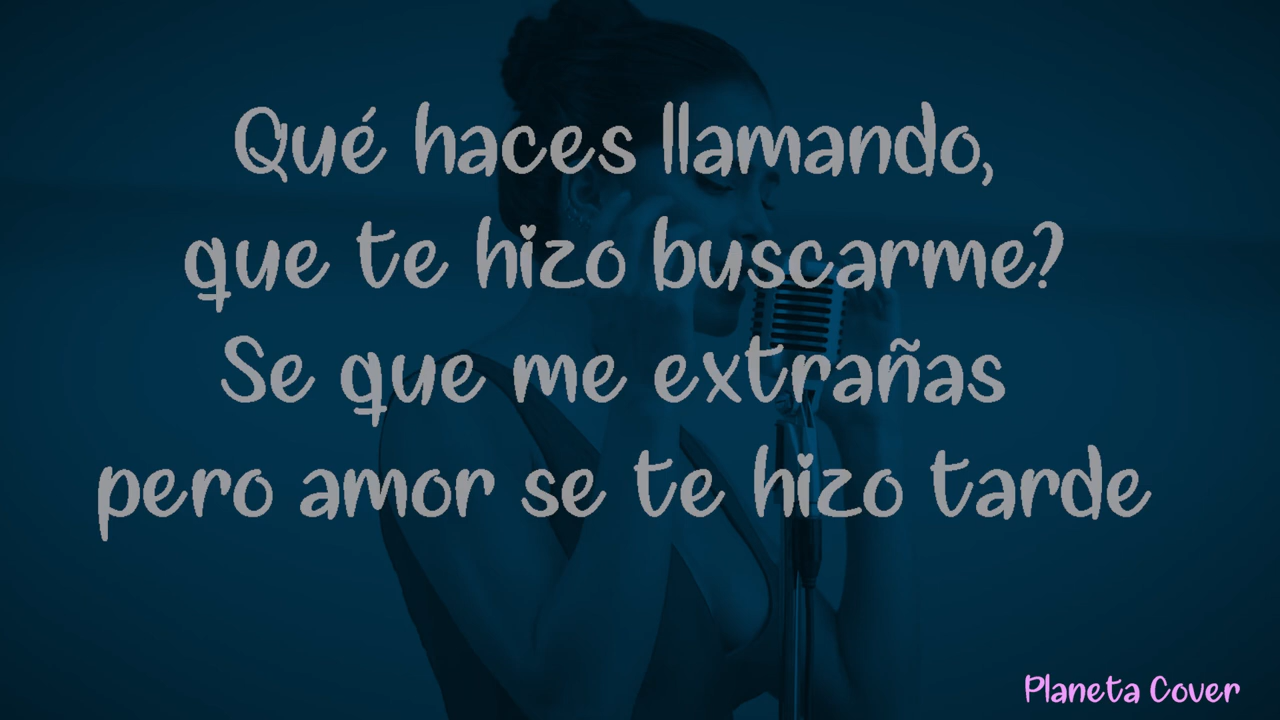 Qué haces llamando,
que te hizo buscarme?
Se que me extrañas
pero amor se te hizo tarde
Planeta Cover